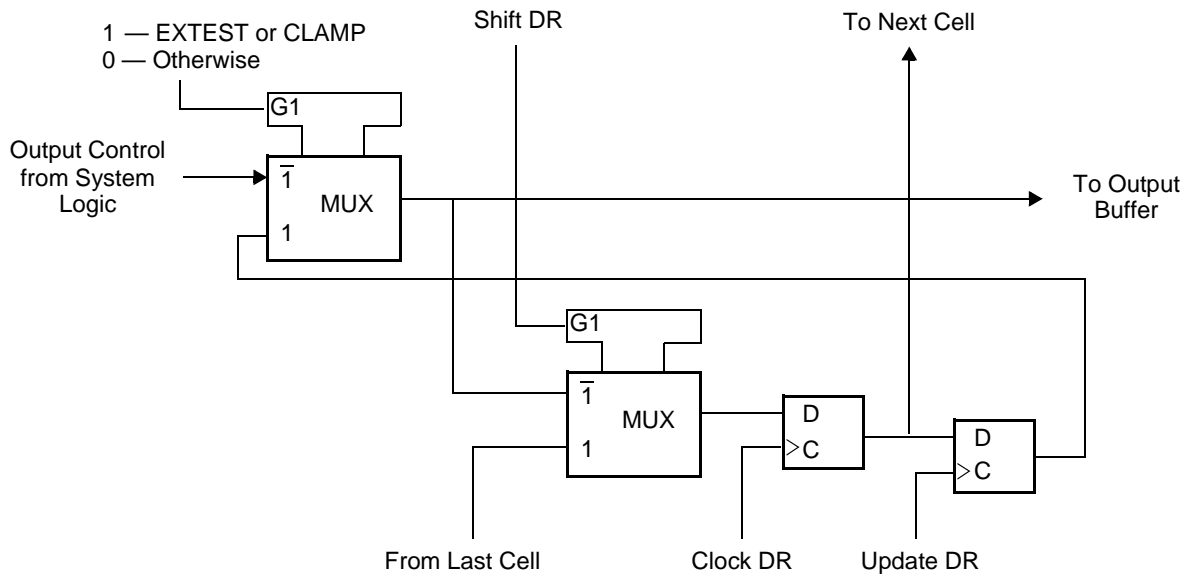 Shift DR
To Next Cell
1 — EXTEST or CLAMP
0 — Otherwise
G1
Output Control
from System
Logic
1̅
MUX
1
To Output
Buffer
G1
1̅
MUX
1
D
C
D
C
From Last Cell
Clock DR
Update DR